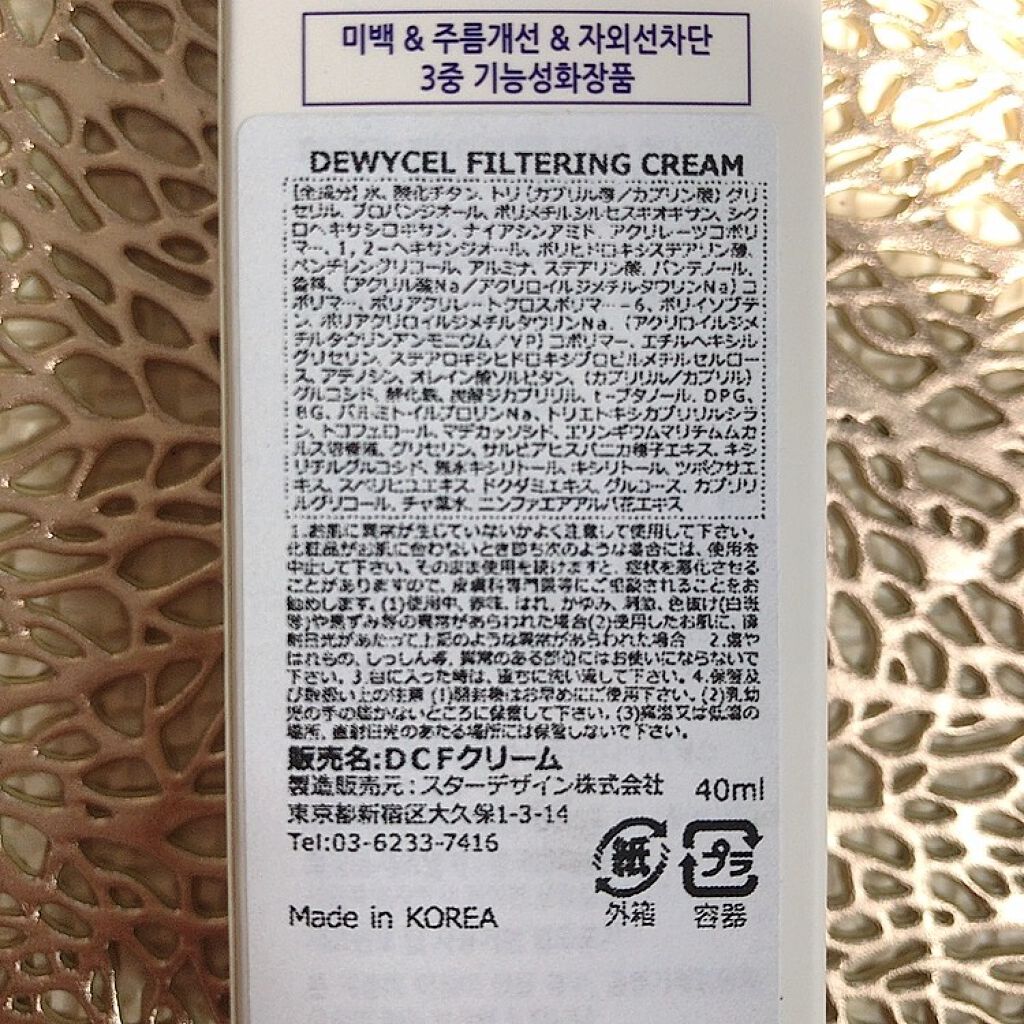 미백 & 주름개선 & 자외선차단
3중 기능성화장품
DEWYCEL FILTERING CREAM
【全成分】水、酸化チタン、トリ(カプリル酸/カプリン酸)グリ
セリル、プロパンジオール、ポリメチルシルセスキオキサン、シク
ロヘキサシロキサン、ナイアシンアミド、アクリレーツコポリ
マー、1,2-ヘキサンジオール、ポリヒドロキシステアリン酸、
ペンチレングリコール、アルミナ、ステアリン酸、パンテノール、
香料、(アクリル酸Na/アクリロイルジメチルタウリンNa)コ
ポリマー、ポリアクリレートクロスポリマー-6、ポリイソブテ
ン、ポリアクリロイルジメチルタウリンNa、(アクリロイルジメ
チルタウリンアンモニウム/VP)コポリマー、エチルヘキシル
グリセリン、ステアロキシヒドロキシプロピルメチルセルロー
ス、アデノシン、オレイン酸ソルビタン、(カプリリル/カプリル)
グルコシド、酸化鉄、炭酸ジカプリリル、t-ブタノール、DPG、
BG、パルミトイルプロリンNa、トリエトキシカプリリルシラ
ン、トコフェロール、マデカッソシド、エリンギウムマリチムムカ
ルス培養液、グリセリン、サルビアヒスパニカ種子エキス、キシ
リチルグルコシド、無水キシリトール、キシリトール、ツボクサエ
キス、スベリヒユエキス、ドクダミエキス、グルコース、カプリリ
ルグリコール、チャ葉水、ニンファエアアルバ花エキス
1.お肌に異常が生じていないかよく注意して使用して下さい。
化粧品がお肌に合わないとき即ち次のような場合には、使用を
中止して下さい。そのまま使用を続けますと、症状を悪化させる
ことがありますので、皮膚科専門医等にご相談されることをお
勧めします。(1)使用中、赤味、はれ、かゆみ、刺激、色抜け(白斑
等)や黒ずみ等の異常があらわれた場合(2)使用したお肌に、直
射日光があたって上記のような異常があらわれた場合 2.傷や
はれもの、しっしん等、異常のある部位にはお使いにならないで
下さい。3.目に入った時は、直ちに洗い流して下さい。4.保管及
び取扱い上の注意 (1)開封後はお早めにご使用下さい。(2)乳幼
児の手の届かないところに保管して下さい。(3)高温又は低温の
場所、直射日光のあたる場所には保管しないで下さい。
販売名:DCFクリーム
製造販売元:スターデザイン株式会社 40ml
東京都新宿区大久保1-3-14
Tel:03-6233-7416
紙 プラ
外箱 容器
Made in KOREA